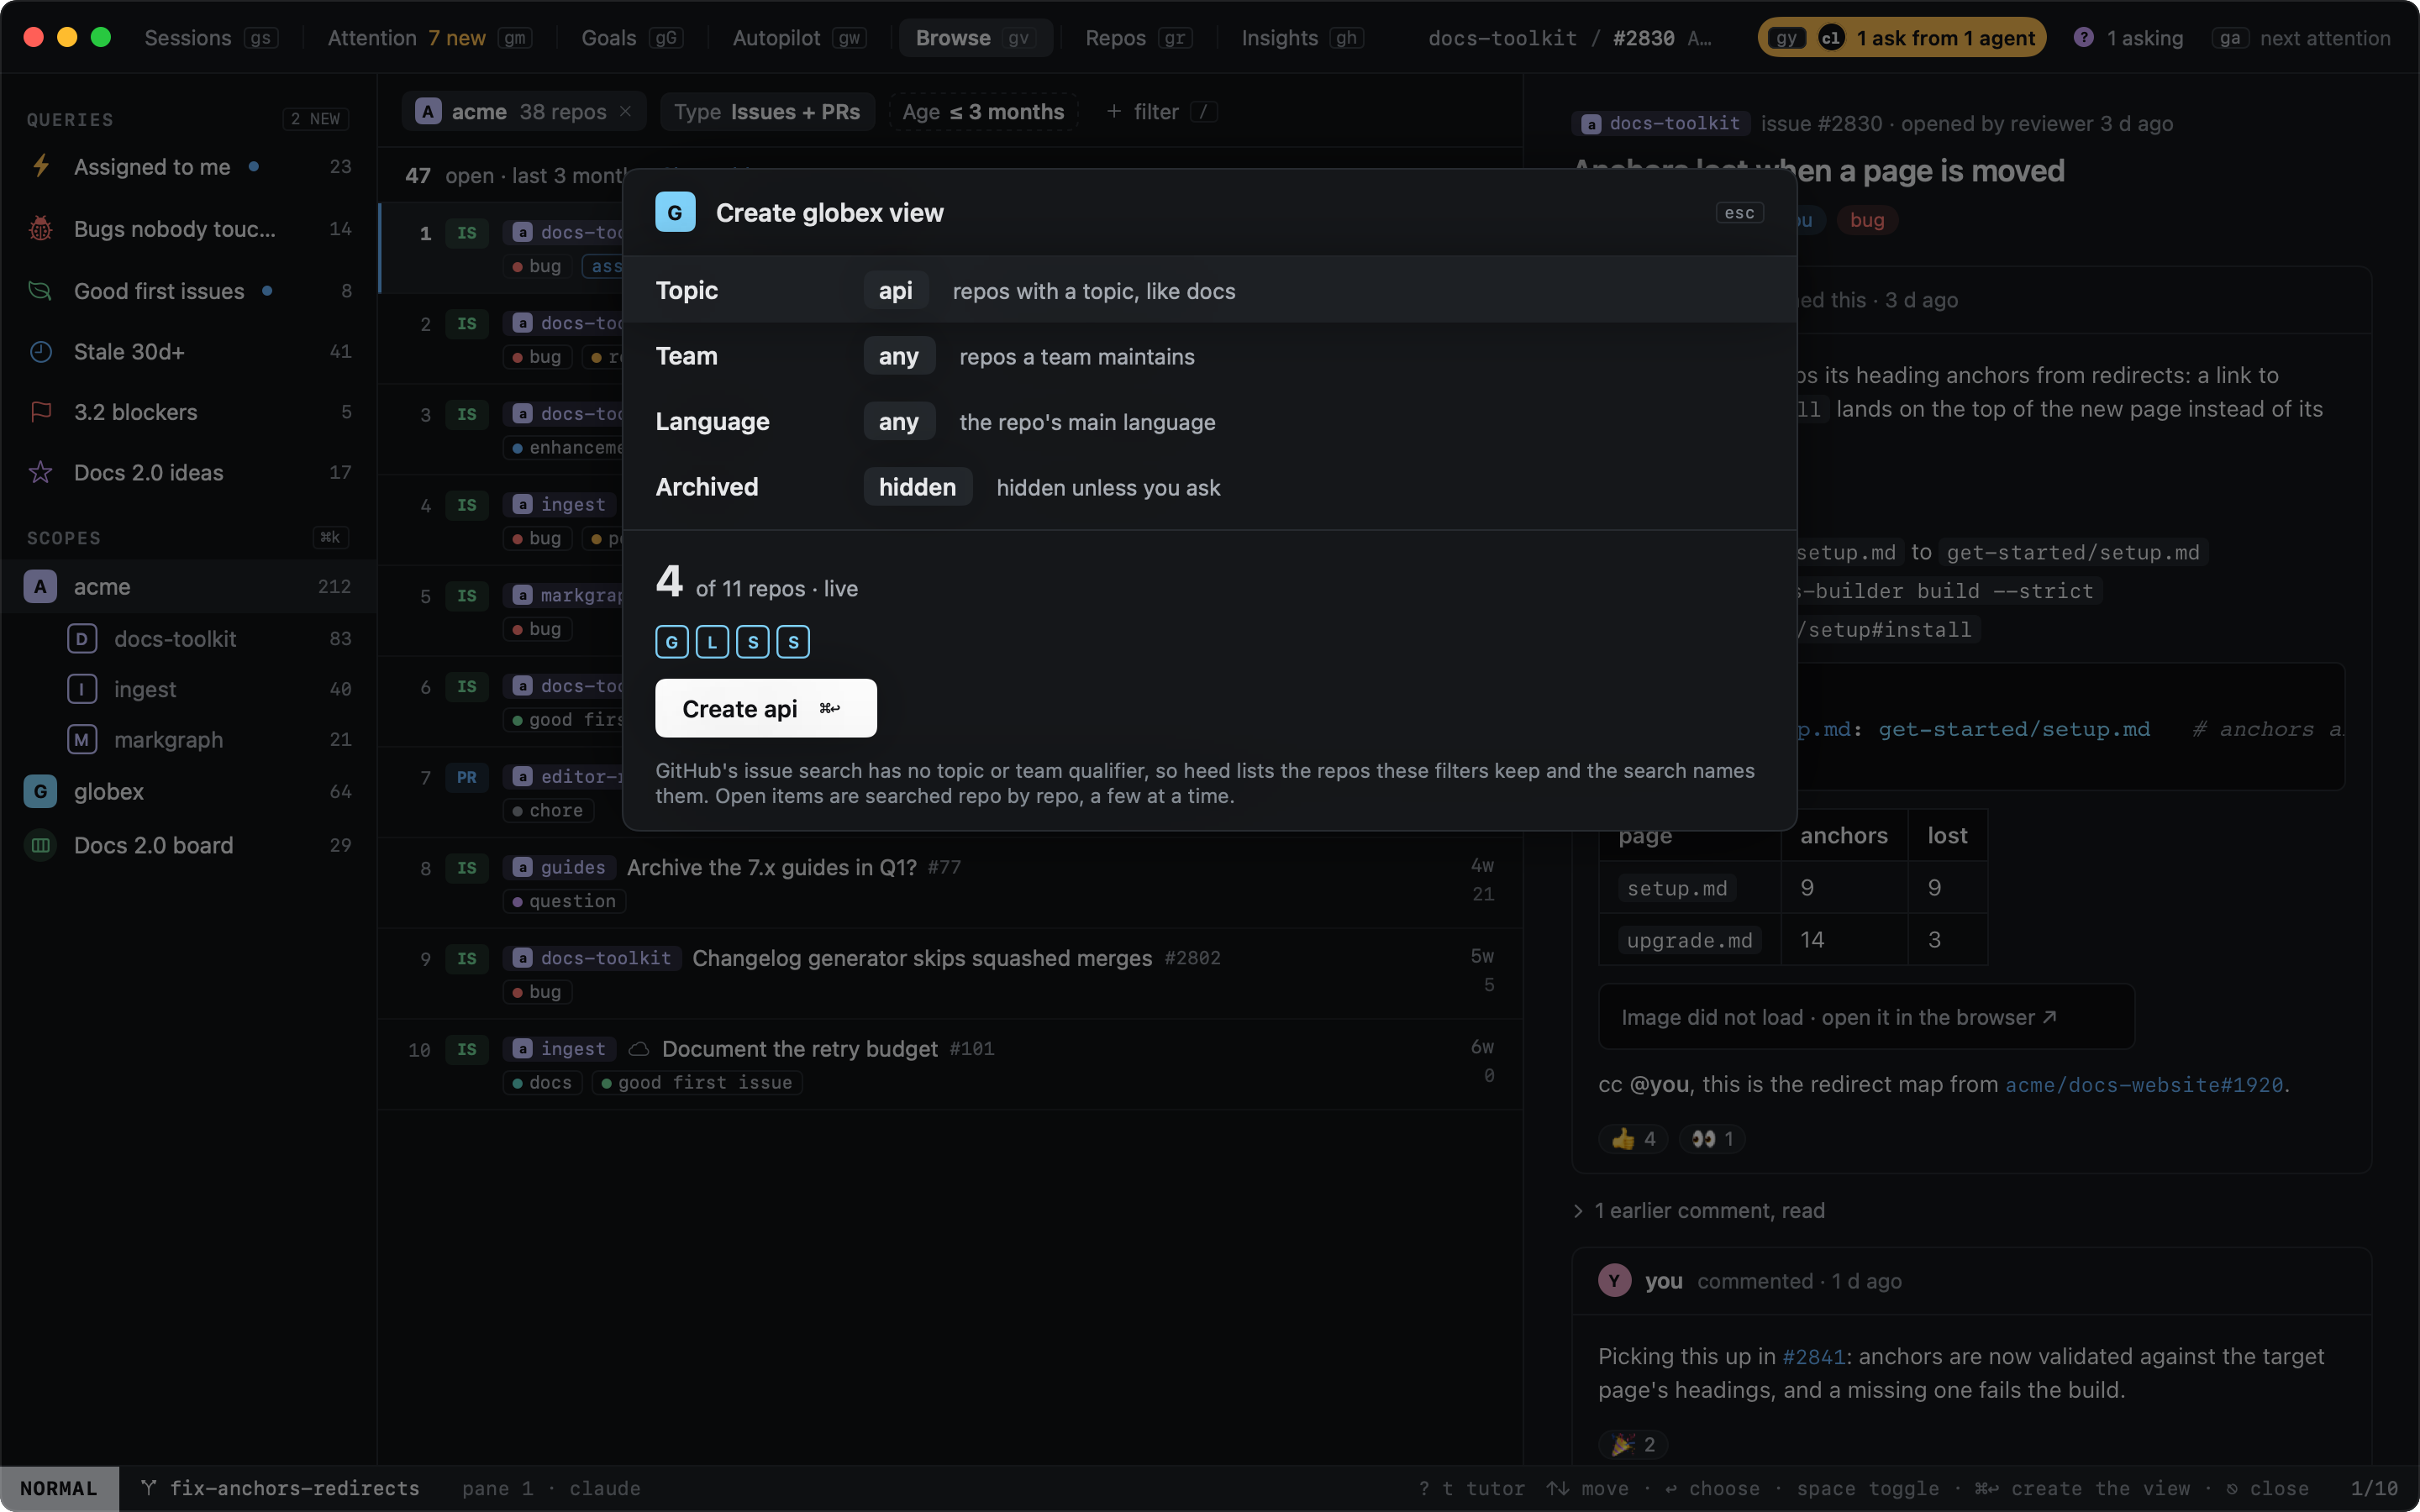 Sessions gs Attention 7 new gm Goals gG Autopilot gw Browse gv Repos gr Insights gh docs-toolkit / #2830 A… gy cl 1 ask from 1 agent ? 1 asking ga next attention
QUERIES 2 NEW
Assigned to me 23
Bugs nobody touc… 14
Good first issues 8
Stale 30d+ 41
3.2 blockers 5
Docs 2.0 ideas 17
SCOPES ⌘k
A acme 212
D docs-toolkit 83
I ingest 40
M markgraph 21
G globex 64
Docs 2.0 board 29
A acme 38 repos × Type Issues + PRs Age ≤ 3 months + filter /
47 open · last 3 mont
1 IS a docs-too
bug ass
2 IS a docs-too
bug r
3 IS a docs-too
enhanceme
4 IS a ingest
bug p
5 IS a markgrap
bug
6 IS a docs-too
good firs
7 PR a editor-
chore
8 IS a guides Archive the 7.x guides in Q1? #77 4w
question 21
9 IS a docs-toolkit Changelog generator skips squashed merges #2802 5w
bug 5
10 IS a ingest Document the retry budget #101 6w
docs good first issue 0
G Create globex view esc
Topic api repos with a topic, like docs
Team any repos a team maintains
Language any the repo's main language
Archived hidden hidden unless you ask
4 of 11 repos · live
G L S S
Create api ⌘↩
GitHub's issue search has no topic or team qualifier, so heed lists the repos these filters keep and the search names
them. Open items are searched repo by repo, a few at a time.
a docs-toolkit issue #2830 · opened by reviewer 3 d ago
Anchors lost when a page is moved
ou bug
ed this · 3 d ago
ps its heading anchors from redirects: a link to
ll lands on the top of the new page instead of its
setup.md to get-started/setup.md
s-builder build --strict
/setup#install
p.md: get-started/setup.md # anchors a
page anchors lost
setup.md 9 9
upgrade.md 14 3
Image did not load · open it in the browser ↗
cc @you, this is the redirect map from acme/docs-website#1920.
👍 4 👀 1
> 1 earlier comment, read
Y you commented · 1 d ago
Picking this up in #2841: anchors are now validated against the target
page's headings, and a missing one fails the build.
🎉 2
NORMAL fix-anchors-redirects pane 1 · claude ? t tutor ↑↓ move · ↩ choose · space toggle · ⌘↩ create the view · ⎋ close 1/10